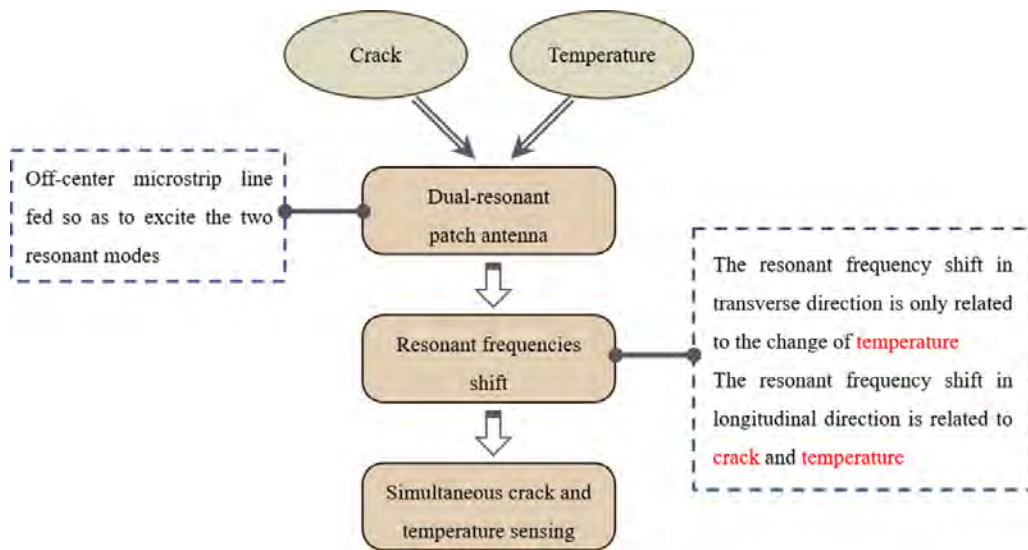 Crack
Temperature
Off-center microstrip line
fed so as to excite the two
resonant modes
Dual-resonant
patch antenna
The resonant frequency shift in
transverse direction is only related
to the change of temperature
The resonant frequency shift in
longitudinal direction is related to
crack and temperature
Resonant frequencies
shift
Simultaneous crack and
temperature sensing